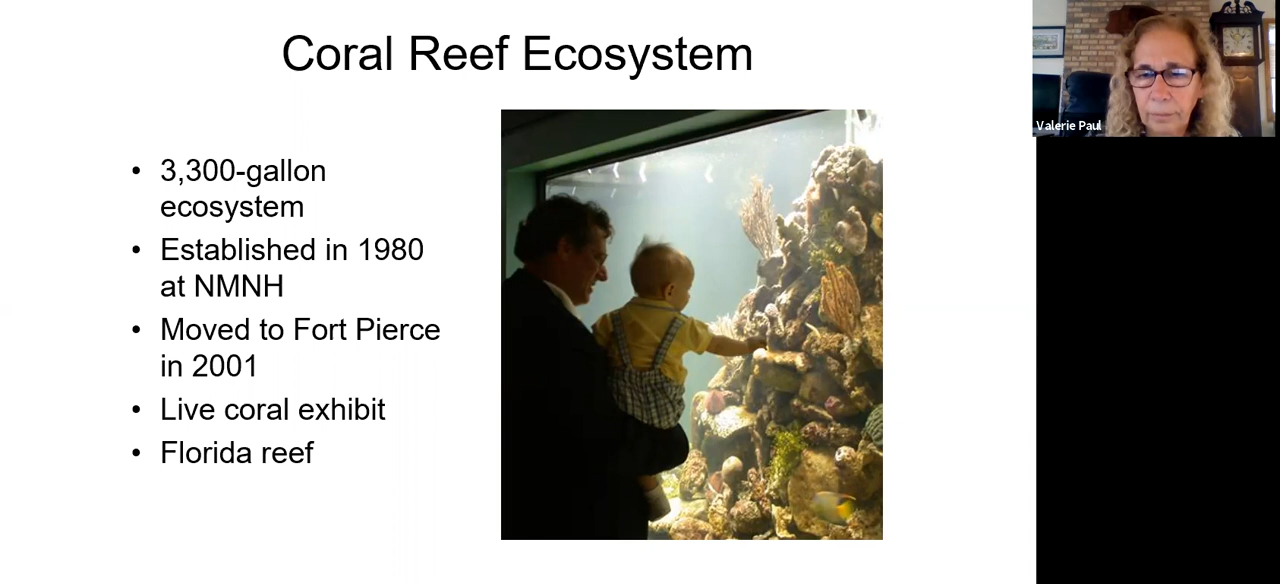 Coral Reef Ecosystem
• 3,300-gallon
ecosystem
• Established in 1980
at NMNH
• Moved to Fort Pierce
in 2001
• Live coral exhibit
• Florida reef
Valerie Paul